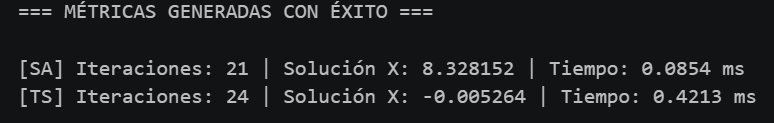 === MÉTRICAS GENERADAS CON ÉXITO ===
[SA] Iteraciones: 21 | Solución X: 8.328152 | Tiempo: 0.0854 ms
[TS] Iteraciones: 24 | Solución X: -0.005264 | Tiempo: 0.4213 ms